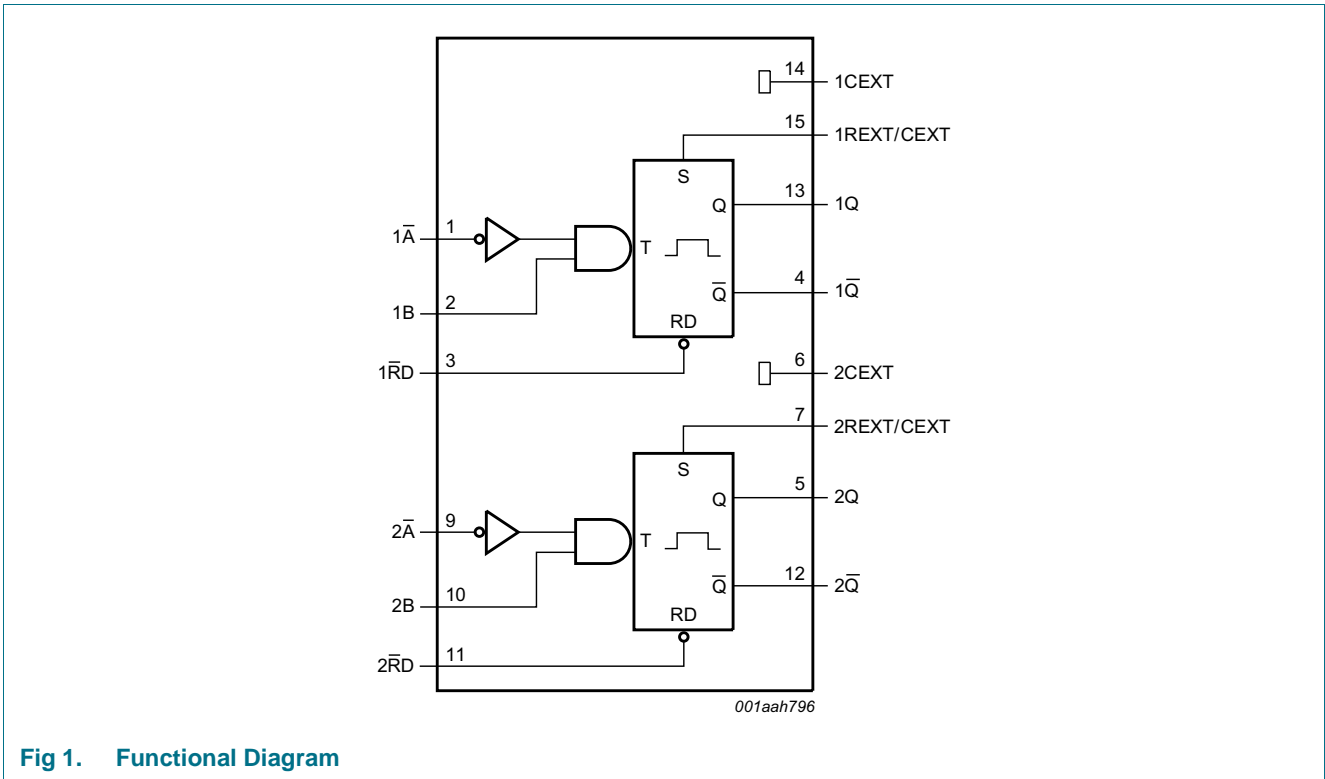 14 1CEXT
15 1REXT/CEXT
S
13 1Q
Q
1A̅ 1
T
4 1Q̅
Q̅
1B 2
RD
1R̅D 3
6 2CEXT
7 2REXT/CEXT
S
5 2Q
Q
2A̅ 9
T
12 2Q̅
Q̅
2B 10
RD
2R̅D 11
001aah796
Fig 1. Functional Diagram